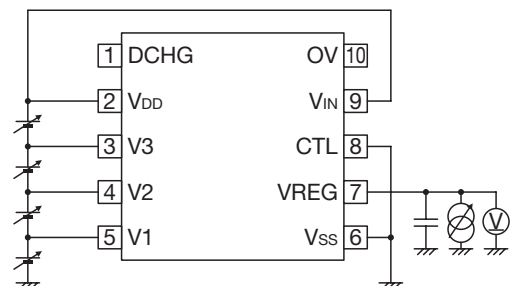 1 DCHG OV 10
2 VDD VIN 9
3 V3 CTL 8
4 V2 VREG 7
5 V1 VSS 6
V